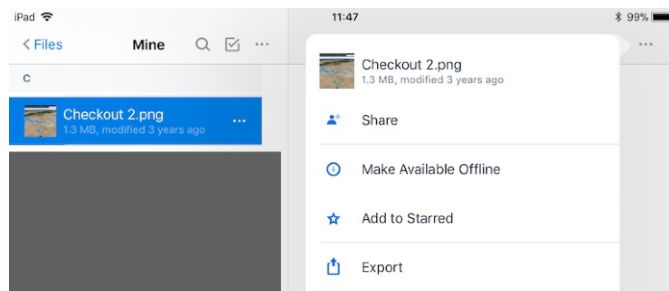 iPad
11:47
99%
Files
Mine
C
Checkout 2.png
1.3 MB, modified 3 years ago
Checkout 2.png
1.3 MB, modified 3 years ago
Share
Make Available Offline
Add to Starred
Export